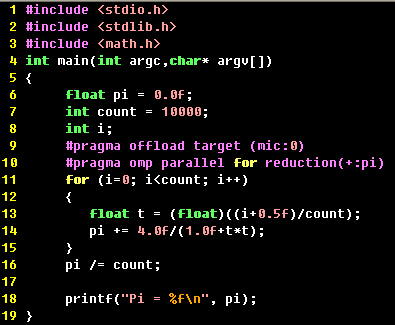 1 #include <stdio.h>
2 #include <stdlib.h>
3 #include <math.h>
4 int main(int argc,char* argv[])
5 {
6      float pi = 0.0f;
7      int count = 10000;
8      int i;
9      #pragma offload target (mic:0)
10      #pragma omp parallel for reduction(+:pi)
11      for (i=0; i<count; i++)
12      {
13         float t = (float)((i+0.5f)/count);
14         pi += 4.0f/(1.0f+t*t);
15      }
16      pi /= count;
17
18      printf("Pi = %f\n", pi);
19 }